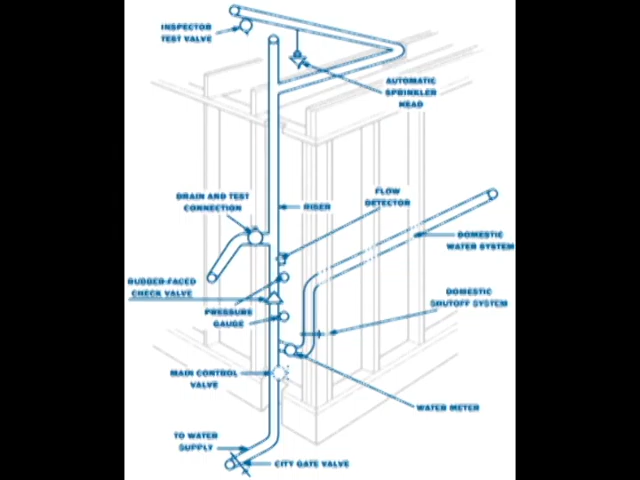 INSPECTOR
TEST VALVE
AUTOMATIC
SPRINKLER
HEAD
DRAIN AND TEST
CONNECTION
RISER
FLOW
DETECTOR
DOMESTIC
WATER SYSTEM
RUBBER-FACED
CHECK VALVE
DOMESTIC
SHUTOFF SYSTEM
PRESSURE
GAUGE
MAIN CONTROL
VALVE
WATER METER
TO WATER
SUPPLY
CITY GATE VALVE